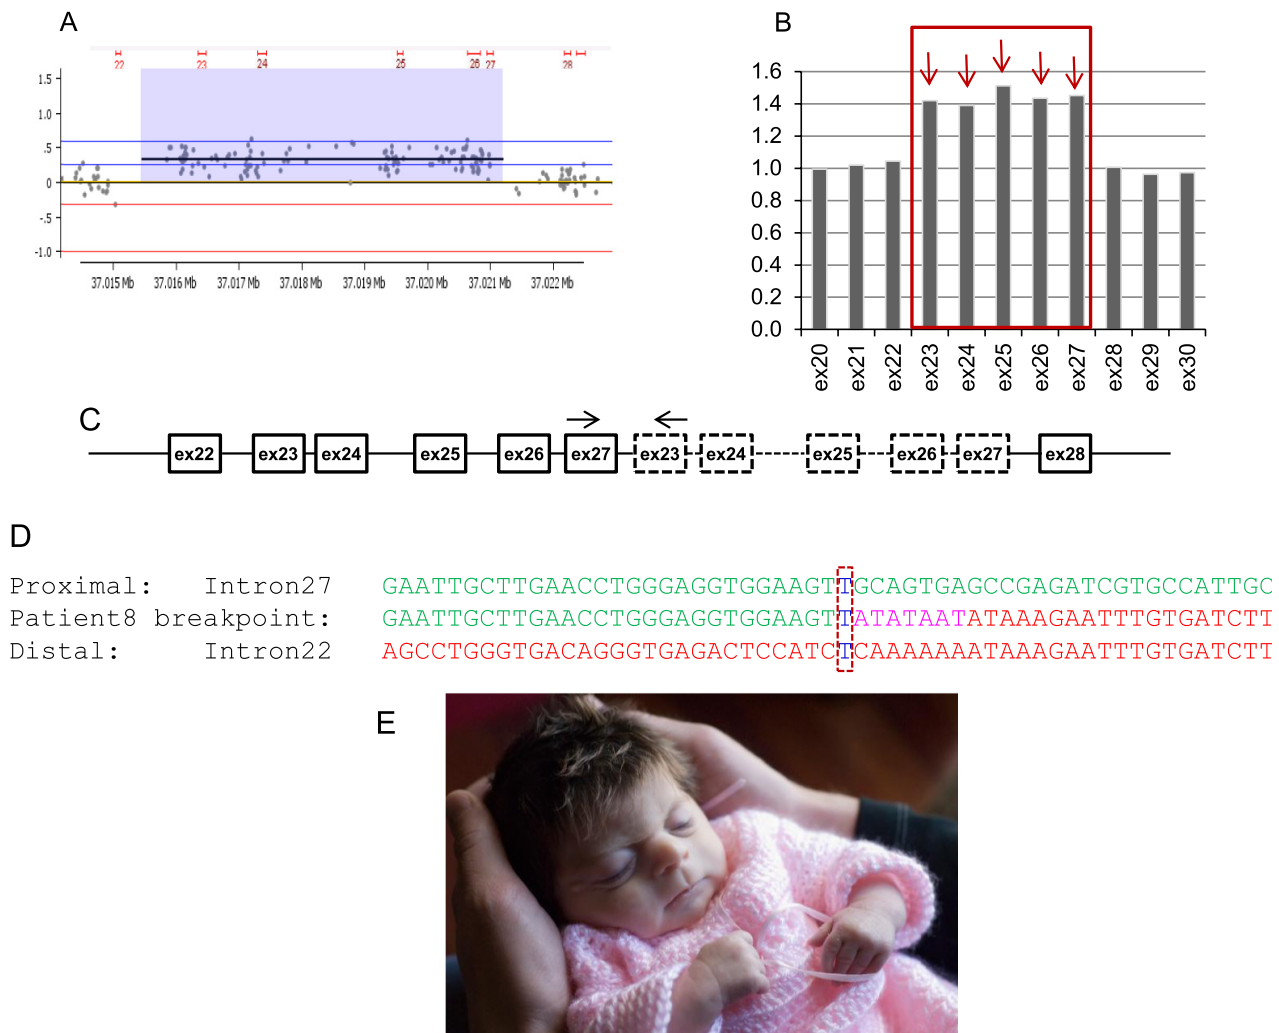 A
22 23 24 25 26 27 28
1.5
1.0
.5
0
-.5
-1.0
37.015 Mb 37.016 Mb 37.017 Mb 37.018 Mb 37.019 Mb 37.020 Mb 37.021 Mb 37.022 Mb
B
1.6
1.4
1.2
1.0
0.8
0.6
0.4
0.2
0.0
ex20 ex21 ex22 ex23 ex24 ex25 ex26 ex27 ex28 ex29 ex30
C
ex22 ex23 ex24 ex25 ex26 ex27 ex23 ex24 ex25 ex26 ex27 ex28
D
Proximal: Intron27 GAATTGCTTGAACCTGGGAGGTGGAAGTTGCAGTGAGCCGAGATCGTGCCATTGC
Patient8 breakpoint: GAATTGCTTGAACCTGGGAGGTGGAAGTTATATAATATAAAGAATTTGTGATCTT
Distal: Intron22 AGCCTGGGTGACAGGGTGAGACTCCATCTCAAAAAAATAAAGAATTTGTGATCTT
E